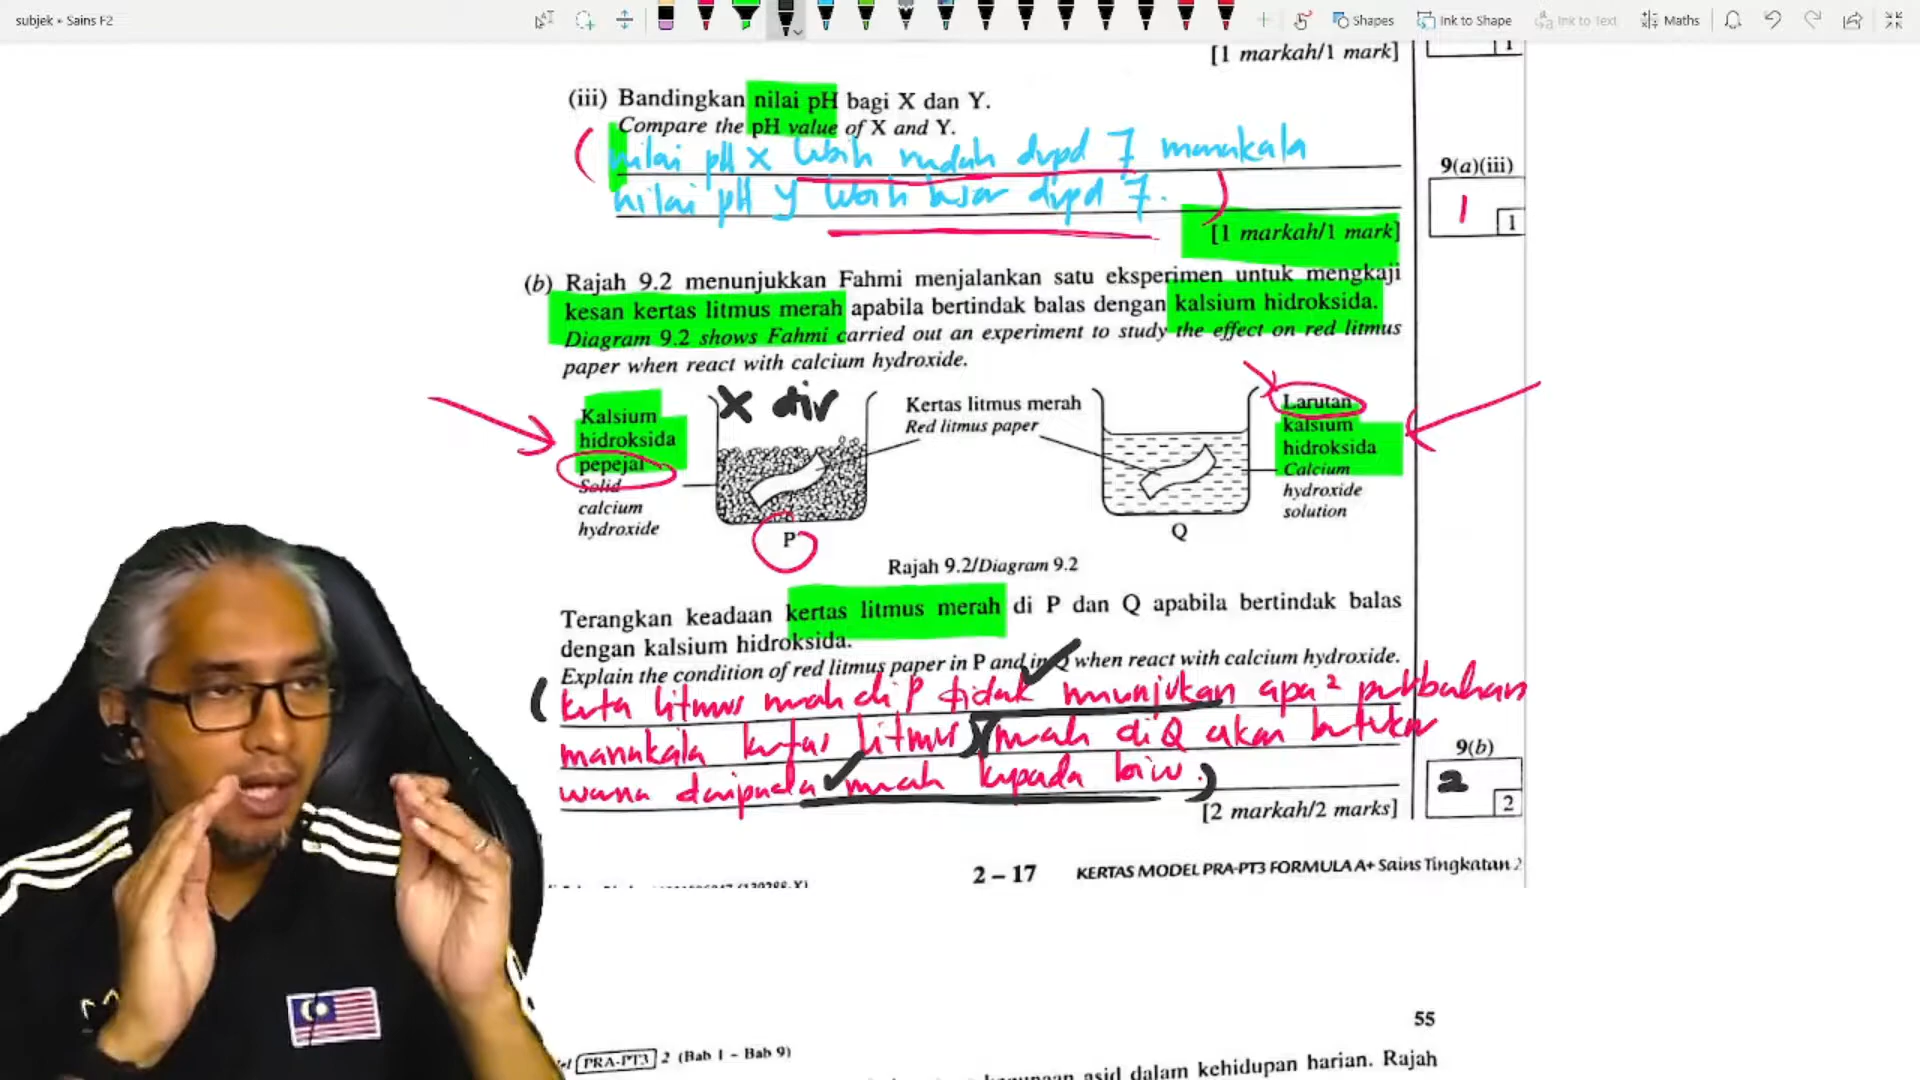 subjek • Sains F2
Shapes
Ink to Shape
Ink to Text
Maths
[1 markah/1 mark]
1
(iii) Bandingkan nilai pH bagi X dan Y.
Compare the pH value of X and Y.
(nilai pH X lebih rendah drpd 7 manakala
nilai pH Y lebih besar drpd 7.)
[1 markah/1 mark]
9(a)(iii)
1
1
(b) Rajah 9.2 menunjukkan Fahmi menjalankan satu eksperimen untuk mengkaji
kesan kertas litmus merah apabila bertindak balas dengan kalsium hidroksida.
Diagram 9.2 shows Fahmi carried out an experiment to study the effect on red litmus
paper when react with calcium hydroxide.
Kalsium
hidroksida
pepejal
Solid
calcium
hydroxide
X air
P
Kertas litmus merah
Red litmus paper
Q
Larutan
kalsium
hidroksida
Calcium
hydroxide
solution
Rajah 9.2/Diagram 9.2
Terangkan keadaan kertas litmus merah di P dan Q apabila bertindak balas
dengan kalsium hidroksida.
Explain the condition of red litmus paper in P and in Q when react with calcium hydroxide.
litmus merah di P tidak menunjukan apa² perubahan
manakala kertas litmus merah di Q akan bertukar
warna daripada merah kepada biru.)
[2 markah/2 marks]
9(b)
2
2
2 – 17
KERTAS MODEL PRA-PT3 FORMULA A+ Sains Tingkatan 2
55
PRA-PT3 2 (Bab 1 – Bab 9)
asid dalam kehidupan harian. Rajah